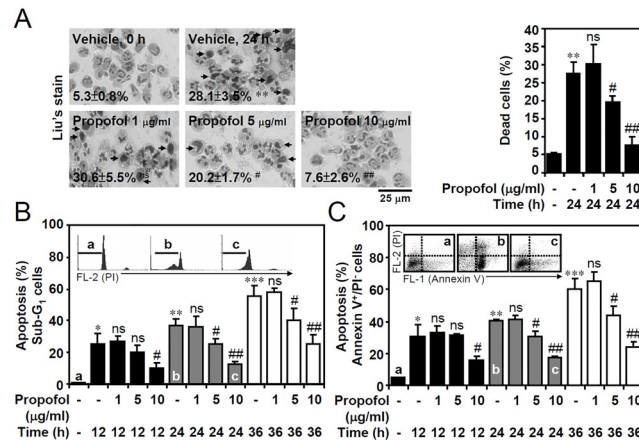 A
Liu's stain
Vehicle, 0 h
5.3±0.8%
Vehicle, 24 h
28.1±3.5% **
Propofol 1 μg/ml
30.6±5.5% ns
Propofol 5 μg/ml
20.2±1.7% #
Propofol 10 μg/ml
7.6±2.6% ##
25 μm
Dead cells (%)
40
35
30
25
20
15
10
5
0
** ns # ##
Propofol (μg/ml) - - 1 5 10
Time (h) - 24 24 24 24
B
Apoptosis (%)
Sub-G1 cells
100
80
60
40
20
0
a b c
FL-2 (PI)
a * ns ns # ** ns # ## *** ns # ##
b c
Propofol - - 1 5 10 - 1 5 10 - 1 5 10
(μg/ml)
Time (h) - 12 12 12 12 24 24 24 24 36 36 36 36
C
Apoptosis (%)
Annexin V+/PI- cells
100
80
60
40
20
0
FL-2 (PI)
a b c
FL-1 (Annexin V)
a * ns ns # ** ns # ## *** ns # ##
b c
Propofol - - 1 5 10 - 1 5 10 - 1 5 10
(μg/ml)
Time (h) - 12 12 12 12 24 24 24 24 36 36 36 36